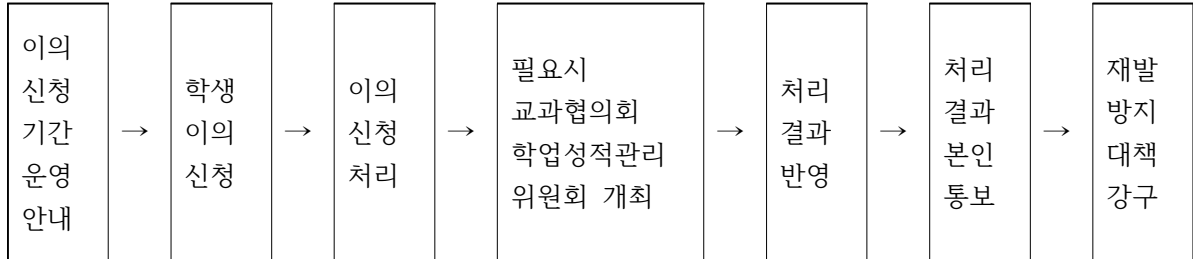 이의
신청
기간
운영
안내
→
학생
이의
신청
→
이의
신청
처리
→
필요시
교과협의회
학업성적관리
위원회 개최
→
처리
결과
반영
→
처리
결과
본인
통보
→
재발
방지
대책
강구